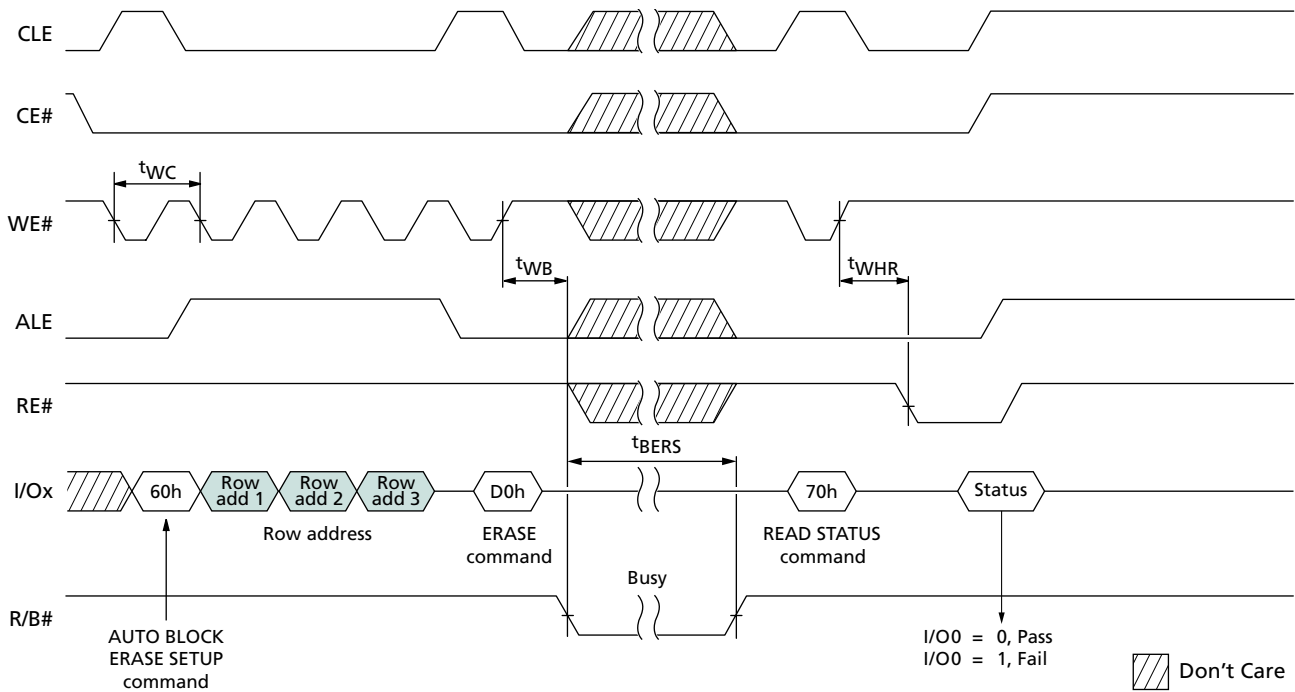 CLE
CE#
tWC
WE#
tWB
tWHR
ALE
RE#
tBERS
I/Ox
60h
Row
add 1
Row
add 2
Row
add 3
D0h
70h
Status
Row address
ERASE
command
READ STATUS
command
Busy
R/B#
AUTO BLOCK
ERASE SETUP
command
I/O0 = 0, Pass
I/O0 = 1, Fail
Don't Care